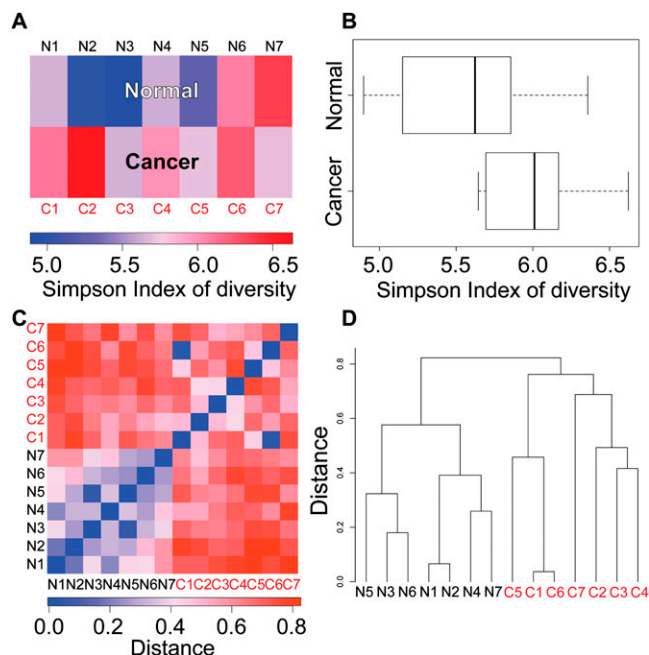 A
N1 N2 N3 N4 N5 N6 N7
Normal
Cancer
C1 C2 C3 C4 C5 C6 C7
5.0 5.5 6.0 6.5
Simpson Index of diversity
B
Normal
Cancer
5.0 5.5 6.0 6.5
Simpson Index of diversity
C
C7
C6
C5
C4
C3
C2
C1
N7
N6
N5
N4
N3
N2
N1
N1N2N3N4N5N6N7C1C2C3C4C5C6C7
0.0 0.2 0.4 0.6 0.8
Distance
D
Distance
0.8
0.6
0.4
0.2
0.0
N5 N3 N6 N1 N2 N4 N7 C5 C1 C6 C7 C2 C3 C4